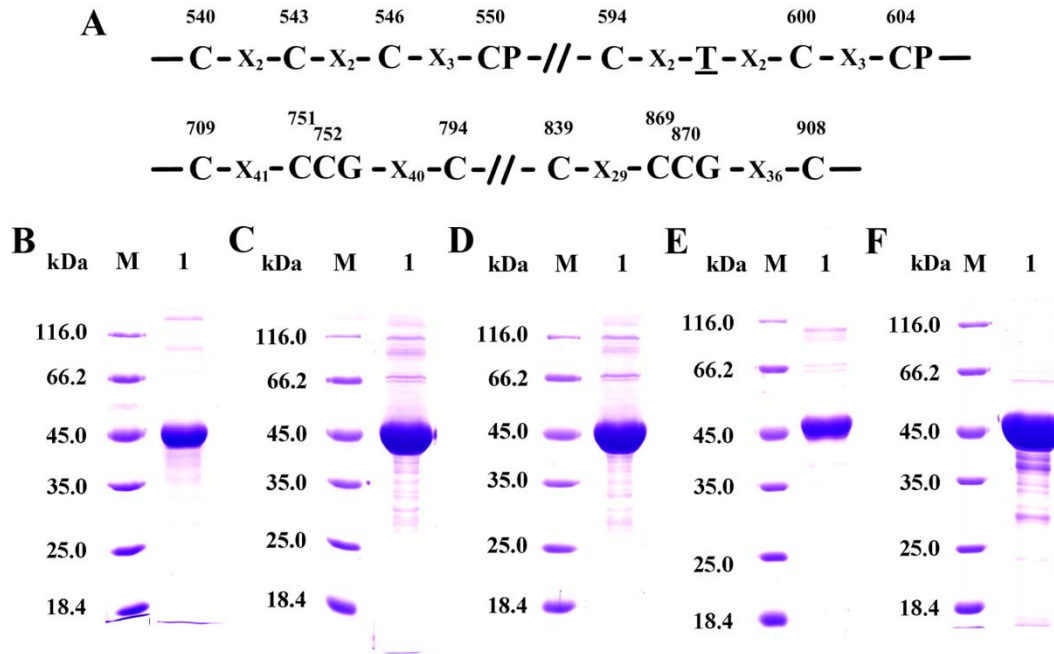 A
540 543 546 550 594 600 604
–C–X₂–C–X₂–C–X₃–CP–//–C–X₂–T–X₂–C–X₃–CP–
709 751 752 794 839 869 870 908
–C–X₄₁–CCG–X₄₀–C–//–C–X₂₉–CCG–X₃₆–C–
B
kDa M 1
116.0
66.2
45.0
35.0
25.0
18.4
C
kDa M 1
116.0
66.2
45.0
35.0
25.0
18.4
D
kDa M 1
116.0
66.2
45.0
35.0
25.0
18.4
E
kDa M 1
116.0
66.2
45.0
35.0
25.0
18.4
F
kDa M 1
116.0
66.2
45.0
35.0
25.0
18.4